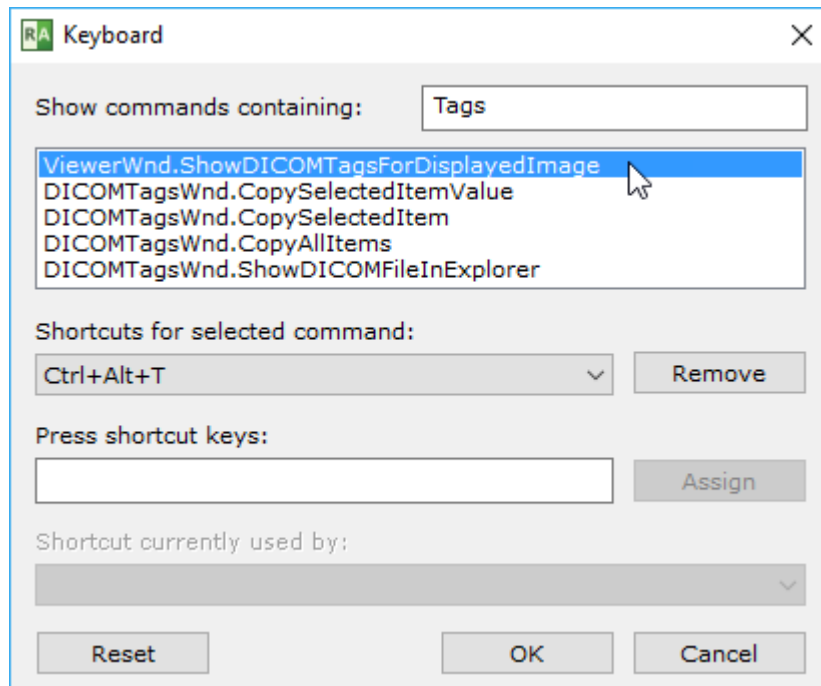 RA Keyboard
Show commands containing: Tags
ViewerWnd.ShowDICOMTagsForDisplayedImage
DICOMTagsWnd.CopySelectedItemValue
DICOMTagsWnd.CopySelectedItem
DICOMTagsWnd.CopyAllItems
DICOMTagsWnd.ShowDICOMFileInExplorer
Shortcuts for selected command:
Ctrl+Alt+T Remove
Press shortcut keys:
Assign
Shortcut currently used by:
Reset OK Cancel